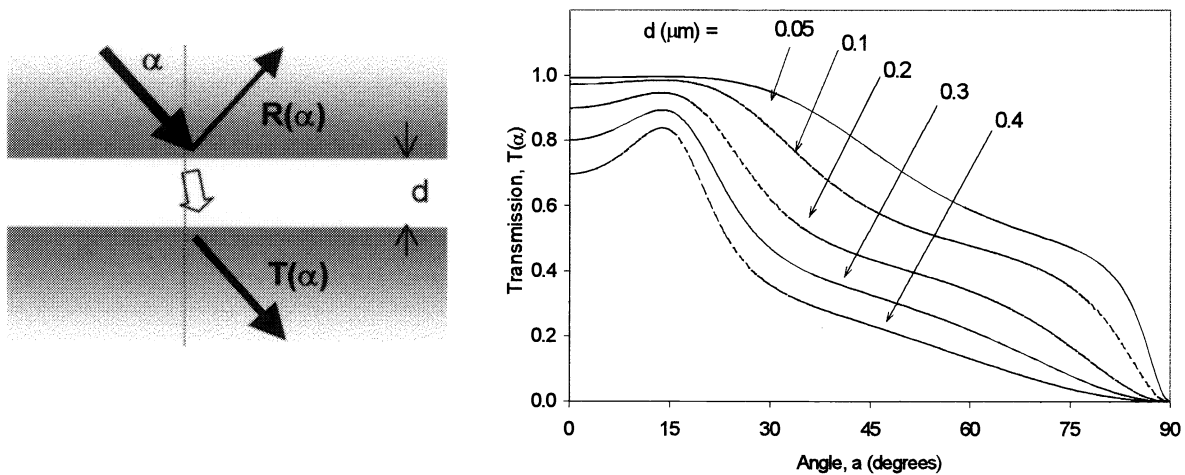 α
R(α)
d
T(α)
d (μm) =
0.05
0.1
0.2
0.3
0.4
Transmission, T(α)
1.0
0.8
0.6
0.4
0.2
0.0
0
15
30
45
60
75
90
Angle, a (degrees)